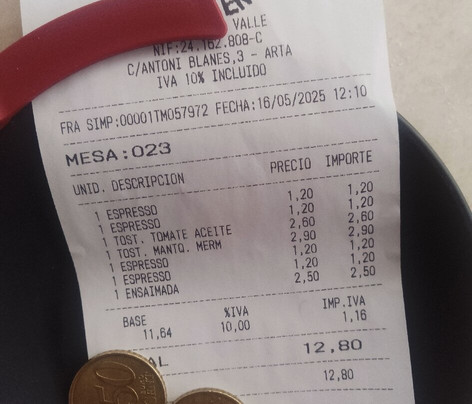 VALLE
NIF:24.162.808-C
C/ANTONI BLANES,3 - ARTA
IVA 10% INCLUIDO
FRA SIMP:00001TM057972 FECHA:16/05/2025 12:10
MESA:023
UNID. DESCRIPCION PRECIO IMPORTE
1 ESPRESSO 1,20 1,20
1 ESPRESSO 1,20 1,20
1 TOST. TOMATE ACEITE 2,60 2,60
1 TOST. MANTQ. MERM 2,90 2,90
1 ESPRESSO 1,20 1,20
1 ESPRESSO 1,20 1,20
1 ENSAIMADA 2,50 2,50
BASE %IVA IMP.IVA
11,64 10,00 1,16
AL 12,80
12,80
50